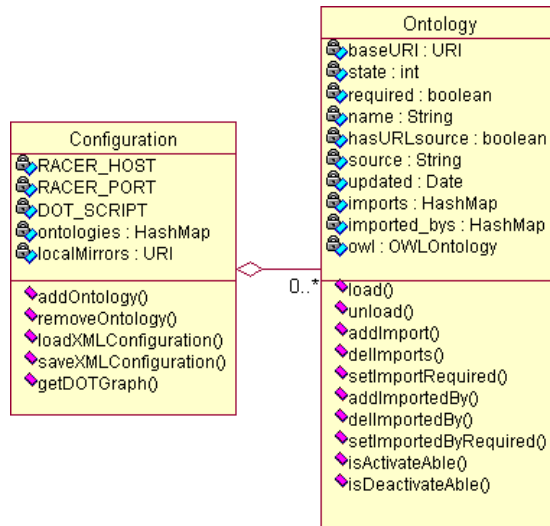 Configuration
RACER_HOST
RACER_PORT
DOT_SCRIPT
ontologies : HashMap
localMirrors : URI
addOntology()
removeOntology()
loadXMLConfiguration()
saveXMLConfiguration()
getDOTGraph()
0..*
Ontology
baseURI : URI
state : int
required : boolean
name : String
hasURLsource : boolean
source : String
updated : Date
imports : HashMap
imported_bys : HashMap
owl : OWLOntology
load()
unload()
addImport()
delImports()
setImportRequired()
addImportedBy()
delImportedBy()
setImportedByRequired()
isActivateAble()
isDeactivateAble()